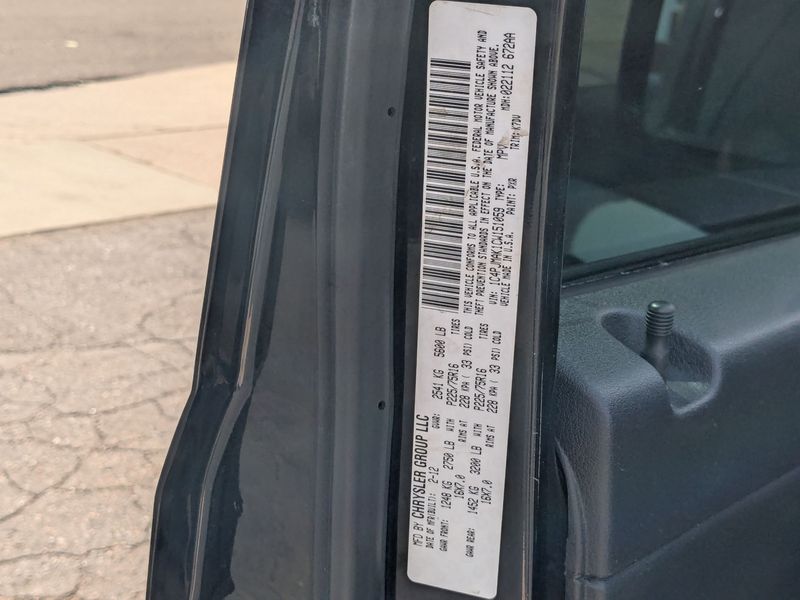 MFD BY CHRYSLER GROUP LLC
DATE OF MFR(BUILT): 2-12 GVWR: 2541 KG 5600 LB
GAWR FRONT: 1248 KG 2750 LB WITH P225/75R16 TIRES
16X7.0 RIMS AT 228 KPA ( 33 PSI) COLD
GAWR REAR: 1452 KG 3200 LB WITH P225/75R16 TIRES
16X7.0 RIMS AT 228 KPA ( 33 PSI) COLD
THIS VEHICLE CONFORMS TO ALL APPLICABLE U.S.A. FEDERAL MOTOR VEHICLE SAFETY AND
THEFT PREVENTION STANDARDS IN EFFECT ON THE DATE OF MANUFACTURE SHOWN ABOVE.
VIN: 1C4PJMAK1CW151059 TYPE: MPV MDH:022112 672AA
VEHICLE MADE IN U.S.A. PAINT: PXR TRIM:K7DV